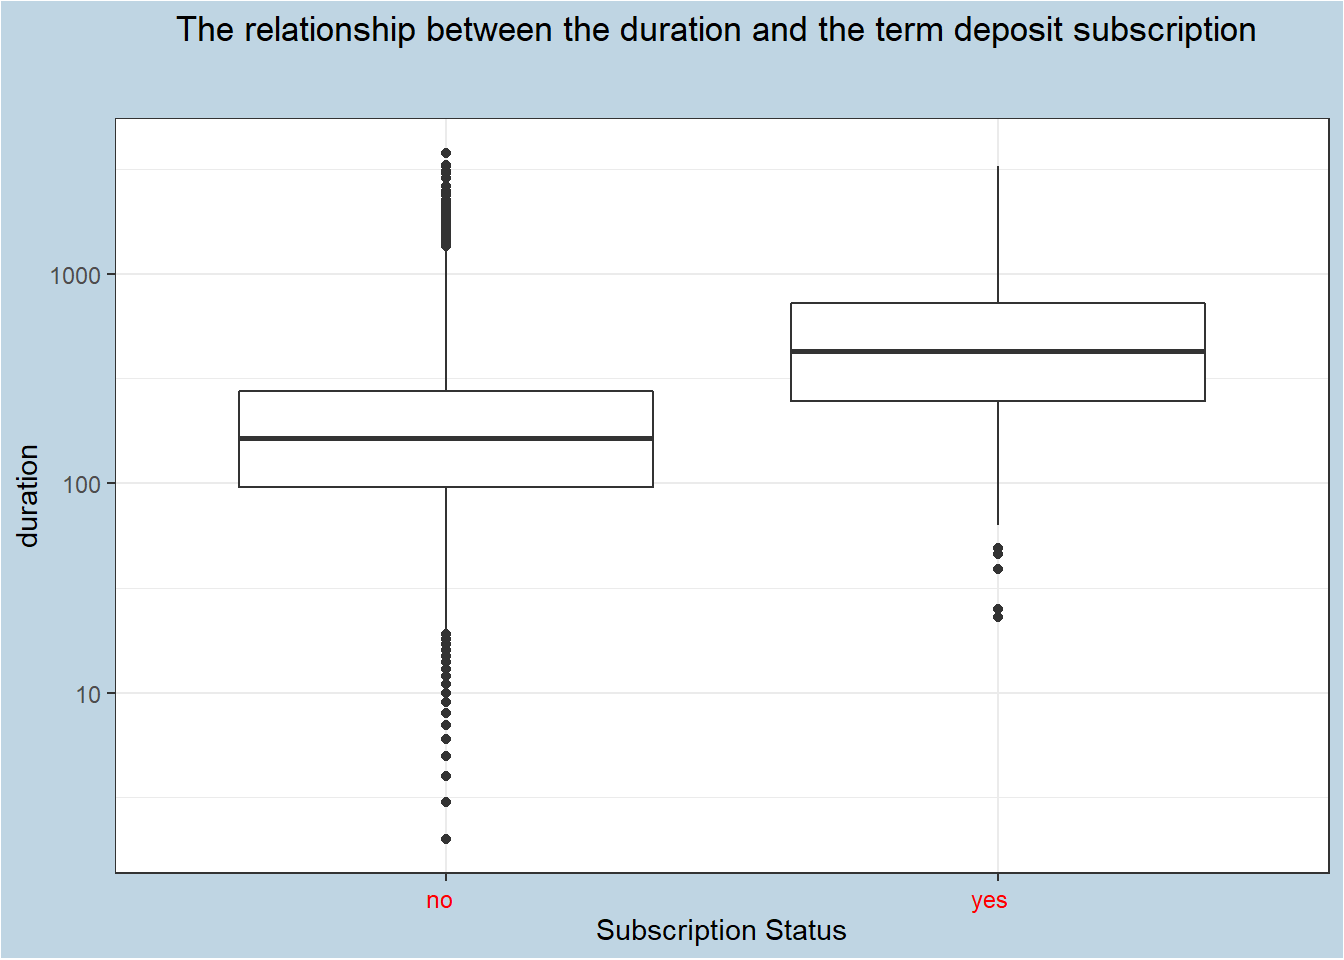 The relationship between the duration and the term deposit subscription
1000
100
10
duration
no
yes
Subscription Status